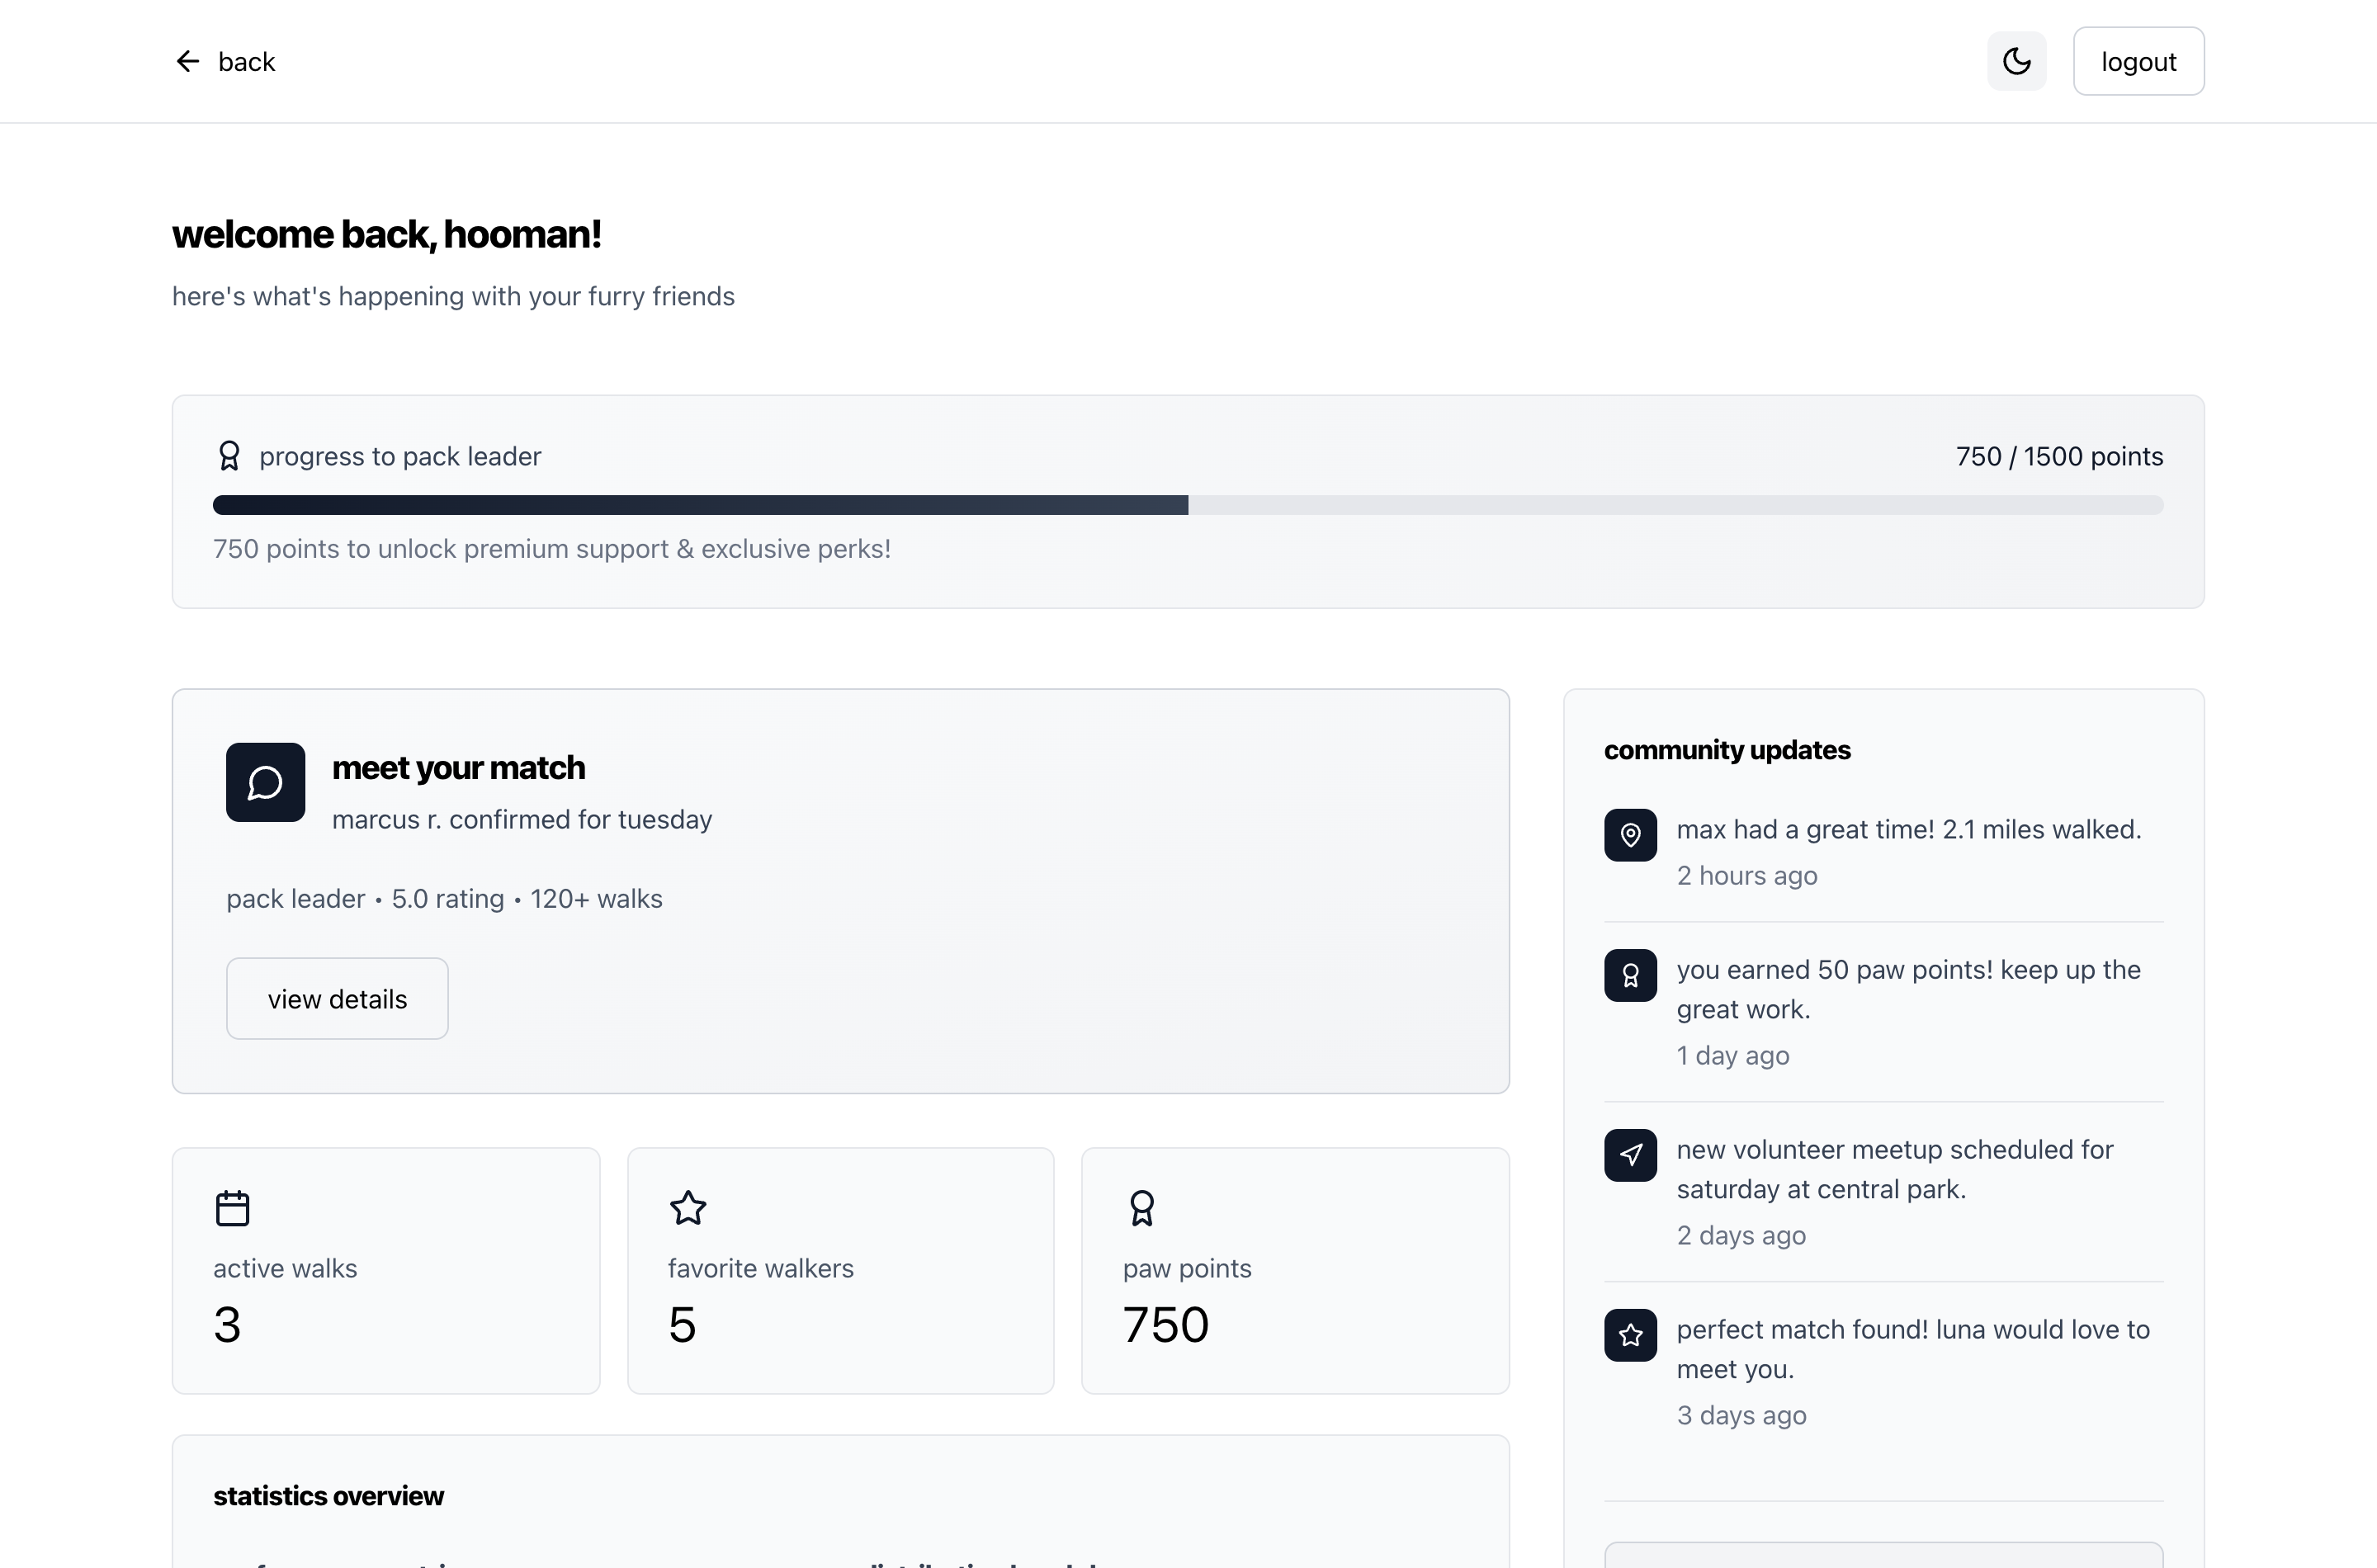 back
logout
welcome back, hooman!
here's what's happening with your furry friends
progress to pack leader
750 / 1500 points
750 points to unlock premium support & exclusive perks!
meet your match
marcus r. confirmed for tuesday
pack leader • 5.0 rating • 120+ walks
view details
active walks
3
favorite walkers
5
paw points
750
statistics overview
community updates
max had a great time! 2.1 miles walked.
2 hours ago
you earned 50 paw points! keep up the
great work.
1 day ago
new volunteer meetup scheduled for
saturday at central park.
2 days ago
perfect match found! luna would love to
meet you.
3 days ago